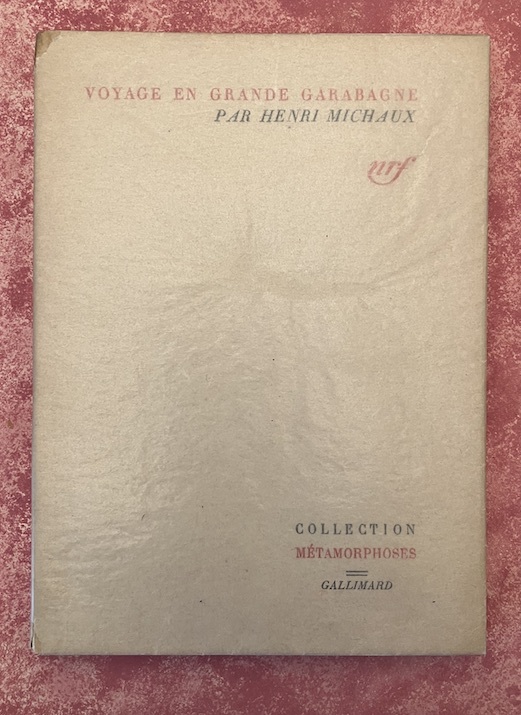 VOYAGE EN GRANDE GARABAGNE
PAR HENRI MICHAUX
nrf
COLLECTION
MÉTAMORPHOSES
GALLIMARD